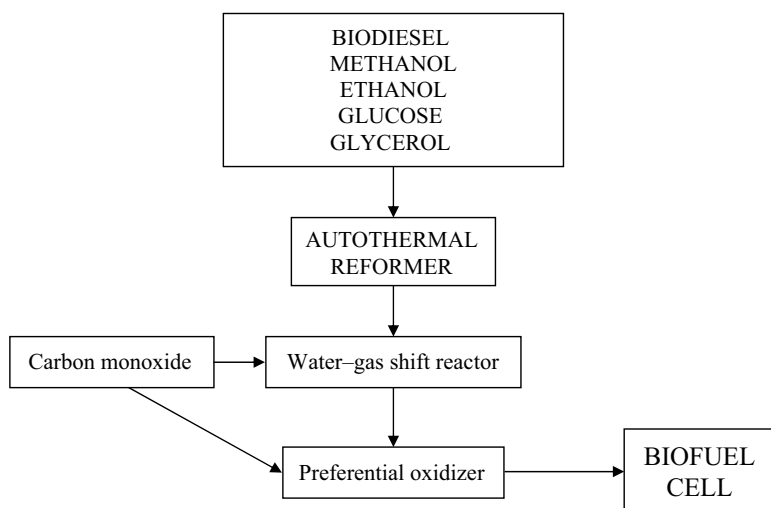 BIODIESEL
METHANOL
ETHANOL
GLUCOSE
GLYCEROL
AUTOTHERMAL
REFORMER
Carbon monoxide
Water–gas shift reactor
Preferential oxidizer
BIOFUEL
CELL